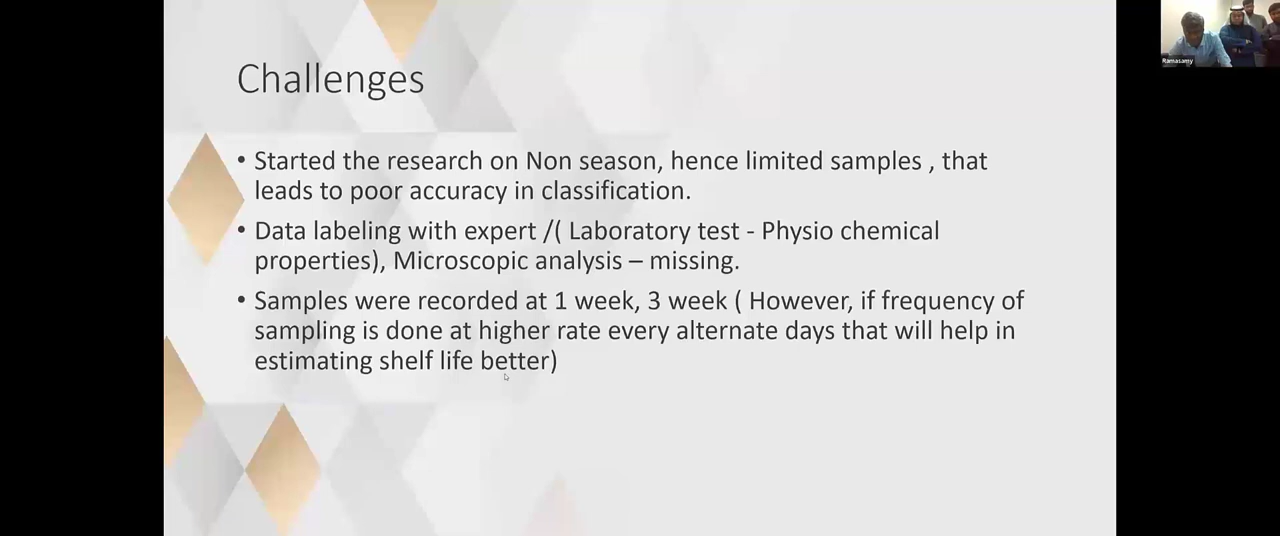 Challenges
• Started the research on Non season, hence limited samples , that
leads to poor accuracy in classification.
• Data labeling with expert /( Laboratory test - Physio chemical
properties), Microscopic analysis – missing.
• Samples were recorded at 1 week, 3 week ( However, if frequency of
sampling is done at higher rate every alternate days that will help in
estimating shelf life better)
Ramasamy